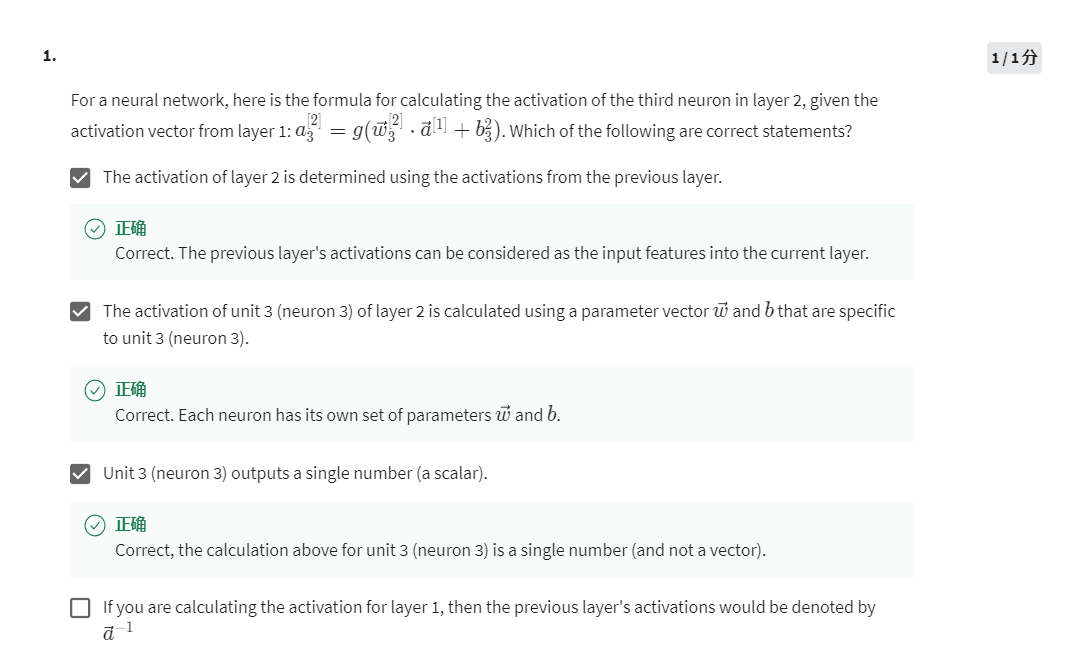 1.
1 / 1 分
For a neural network, here is the formula for calculating the activation of the third neuron in layer 2, given the
activation vector from layer 1: $a_3^{[2]} = g(\vec{w}_3^{[2]} \cdot \vec{a}^{[1]} + b_3^2)$. Which of the following are correct statements?
The activation of layer 2 is determined using the activations from the previous layer.
正确
Correct. The previous layer's activations can be considered as the input features into the current layer.
The activation of unit 3 (neuron 3) of layer 2 is calculated using a parameter vector $\vec{w}$ and $b$ that are specific
to unit 3 (neuron 3).
正确
Correct. Each neuron has its own set of parameters $\vec{w}$ and $b$.
Unit 3 (neuron 3) outputs a single number (a scalar).
正确
Correct, the calculation above for unit 3 (neuron 3) is a single number (and not a vector).
If you are calculating the activation for layer 1, then the previous layer's activations would be denoted by
$\vec{a}^{-1}$